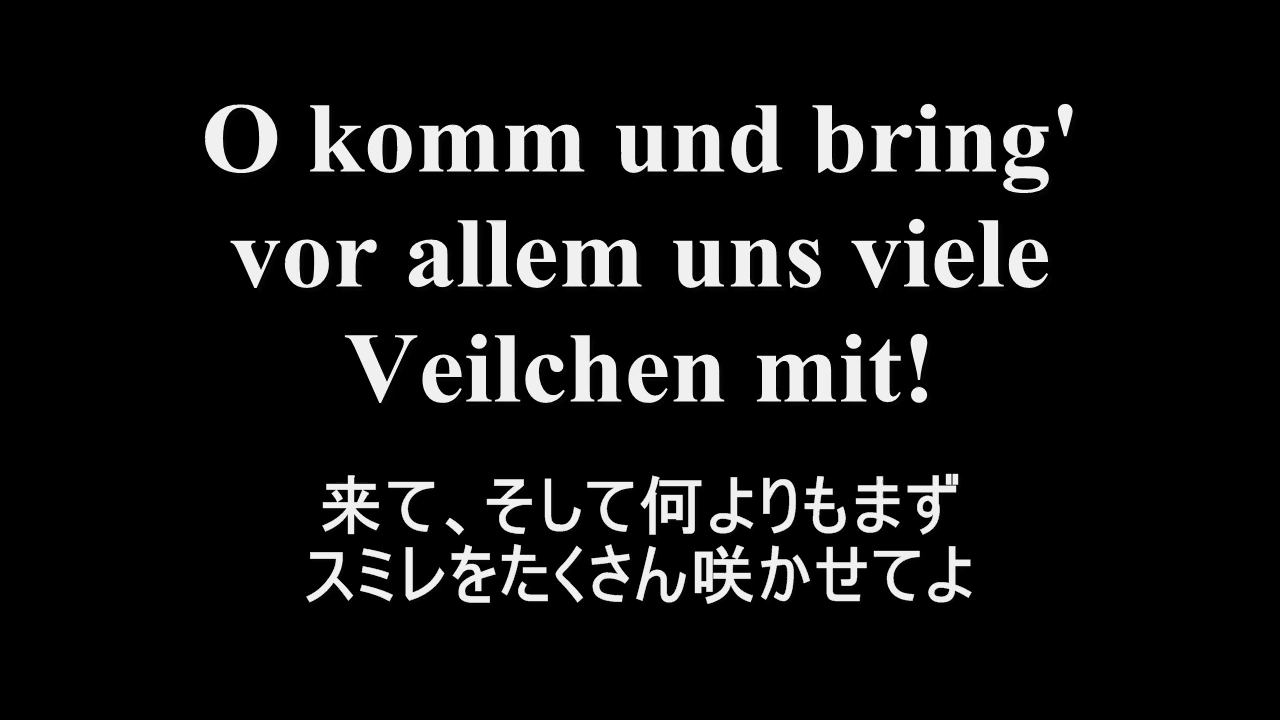 O komm und bring'
vor allem uns viele
Veilchen mit!
来て、そして何よりもまず
スミレをたくさん咲かせてよ